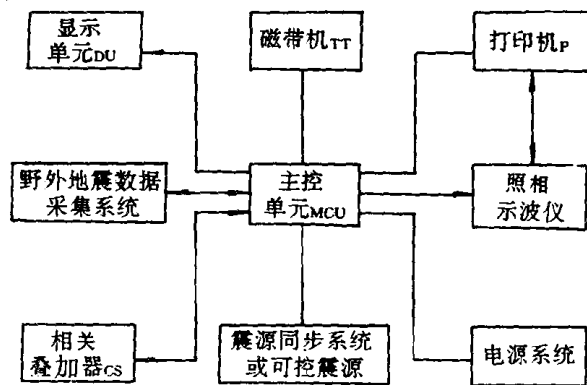 显示
单元DU
磁带机TT
打印机P
野外地震数据
采集系统
主控
单元MCU
照相
示波仪
相关
叠加器CS
震源同步系统
或可控震源
电源系统